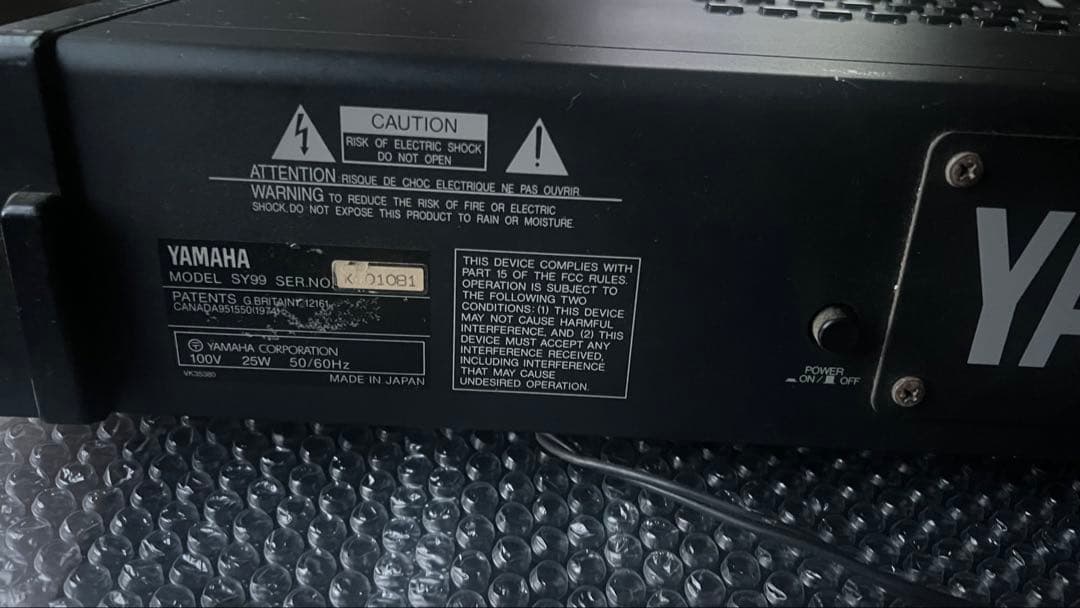 CAUTION
RISK OF ELECTRIC SHOCK
DO NOT OPEN
ATTENTION RISQUE DE CHOC ELECTRIQUE NE PAS OUVRIR.
WARNING TO REDUCE THE RISK OF FIRE OR ELECTRIC
SHOCK. DO NOT EXPOSE THIS PRODUCT TO RAIN OR MOISTURE.
YAMAHA
MODEL SY99 SER.NO. 01081
PATENTS G.BRITAIN
CANADA951550(1974)
YAMAHA CORPORATION
100V 25W 50/60Hz
VK35380
MADE IN JAPAN
THIS DEVICE COMPLIES WITH
PART 15 OF THE FCC RULES.
OPERATION IS SUBJECT TO
THE FOLLOWING TWO
CONDITIONS: (1) THIS DEVICE
MAY NOT CAUSE HARMFUL
INTERFERENCE, AND (2) THIS
DEVICE MUST ACCEPT ANY
INTERFERENCE RECEIVED,
INCLUDING INTERFERENCE
THAT MAY CAUSE
UNDESIRED OPERATION.
POWER
ON/ OFF
YA